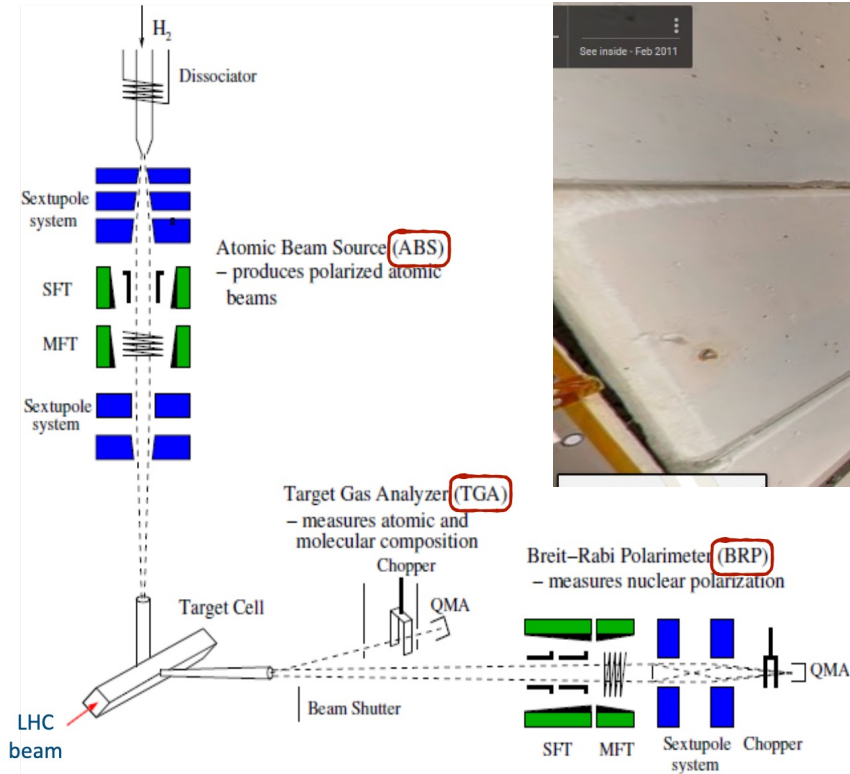 H₂
Dissociator
Sextupole
system
SFT
MFT
Sextupole
system
Atomic Beam Source (ABS)
– produces polarized atomic
beams
See inside - Feb 2011
Target Gas Analyzer (TGA)
– measures atomic and
molecular composition
Chopper
QMA
Target Cell
Beam Shutter
LHC
beam
Breit–Rabi Polarimeter (BRP)
– measures nuclear polarization
QMA
SFT
MFT
Sextupole
system
Chopper